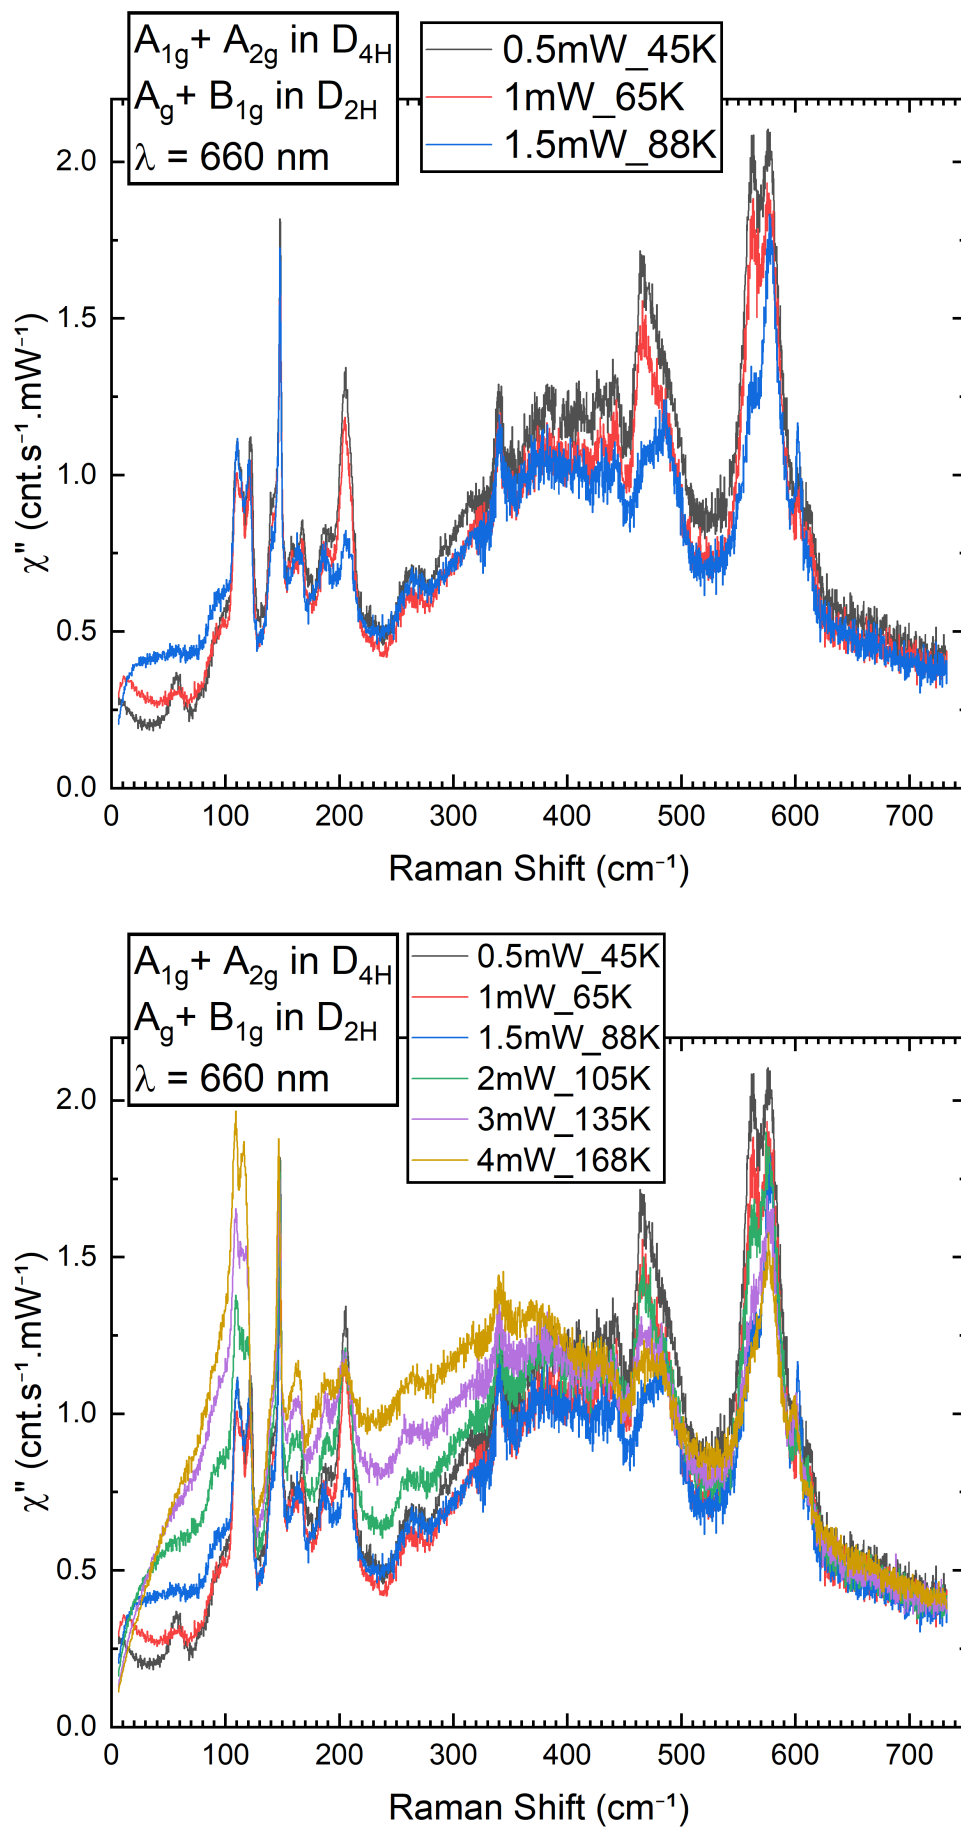 A1g+ A2g in D4H
Ag+ B1g in D2H
λ = 660 nm
0.5mW_45K
1mW_65K
1.5mW_88K
χ" (cnt.s⁻¹.mW⁻¹)
2.0
1.5
1.0
0.5
0.0
0 100 200 300 400 500 600 700
Raman Shift (cm⁻¹)
A1g+ A2g in D4H
Ag+ B1g in D2H
λ = 660 nm
0.5mW_45K
1mW_65K
1.5mW_88K
2mW_105K
3mW_135K
4mW_168K
χ" (cnt.s⁻¹.mW⁻¹)
2.0
1.5
1.0
0.5
0.0
0 100 200 300 400 500 600 700
Raman Shift (cm⁻¹)